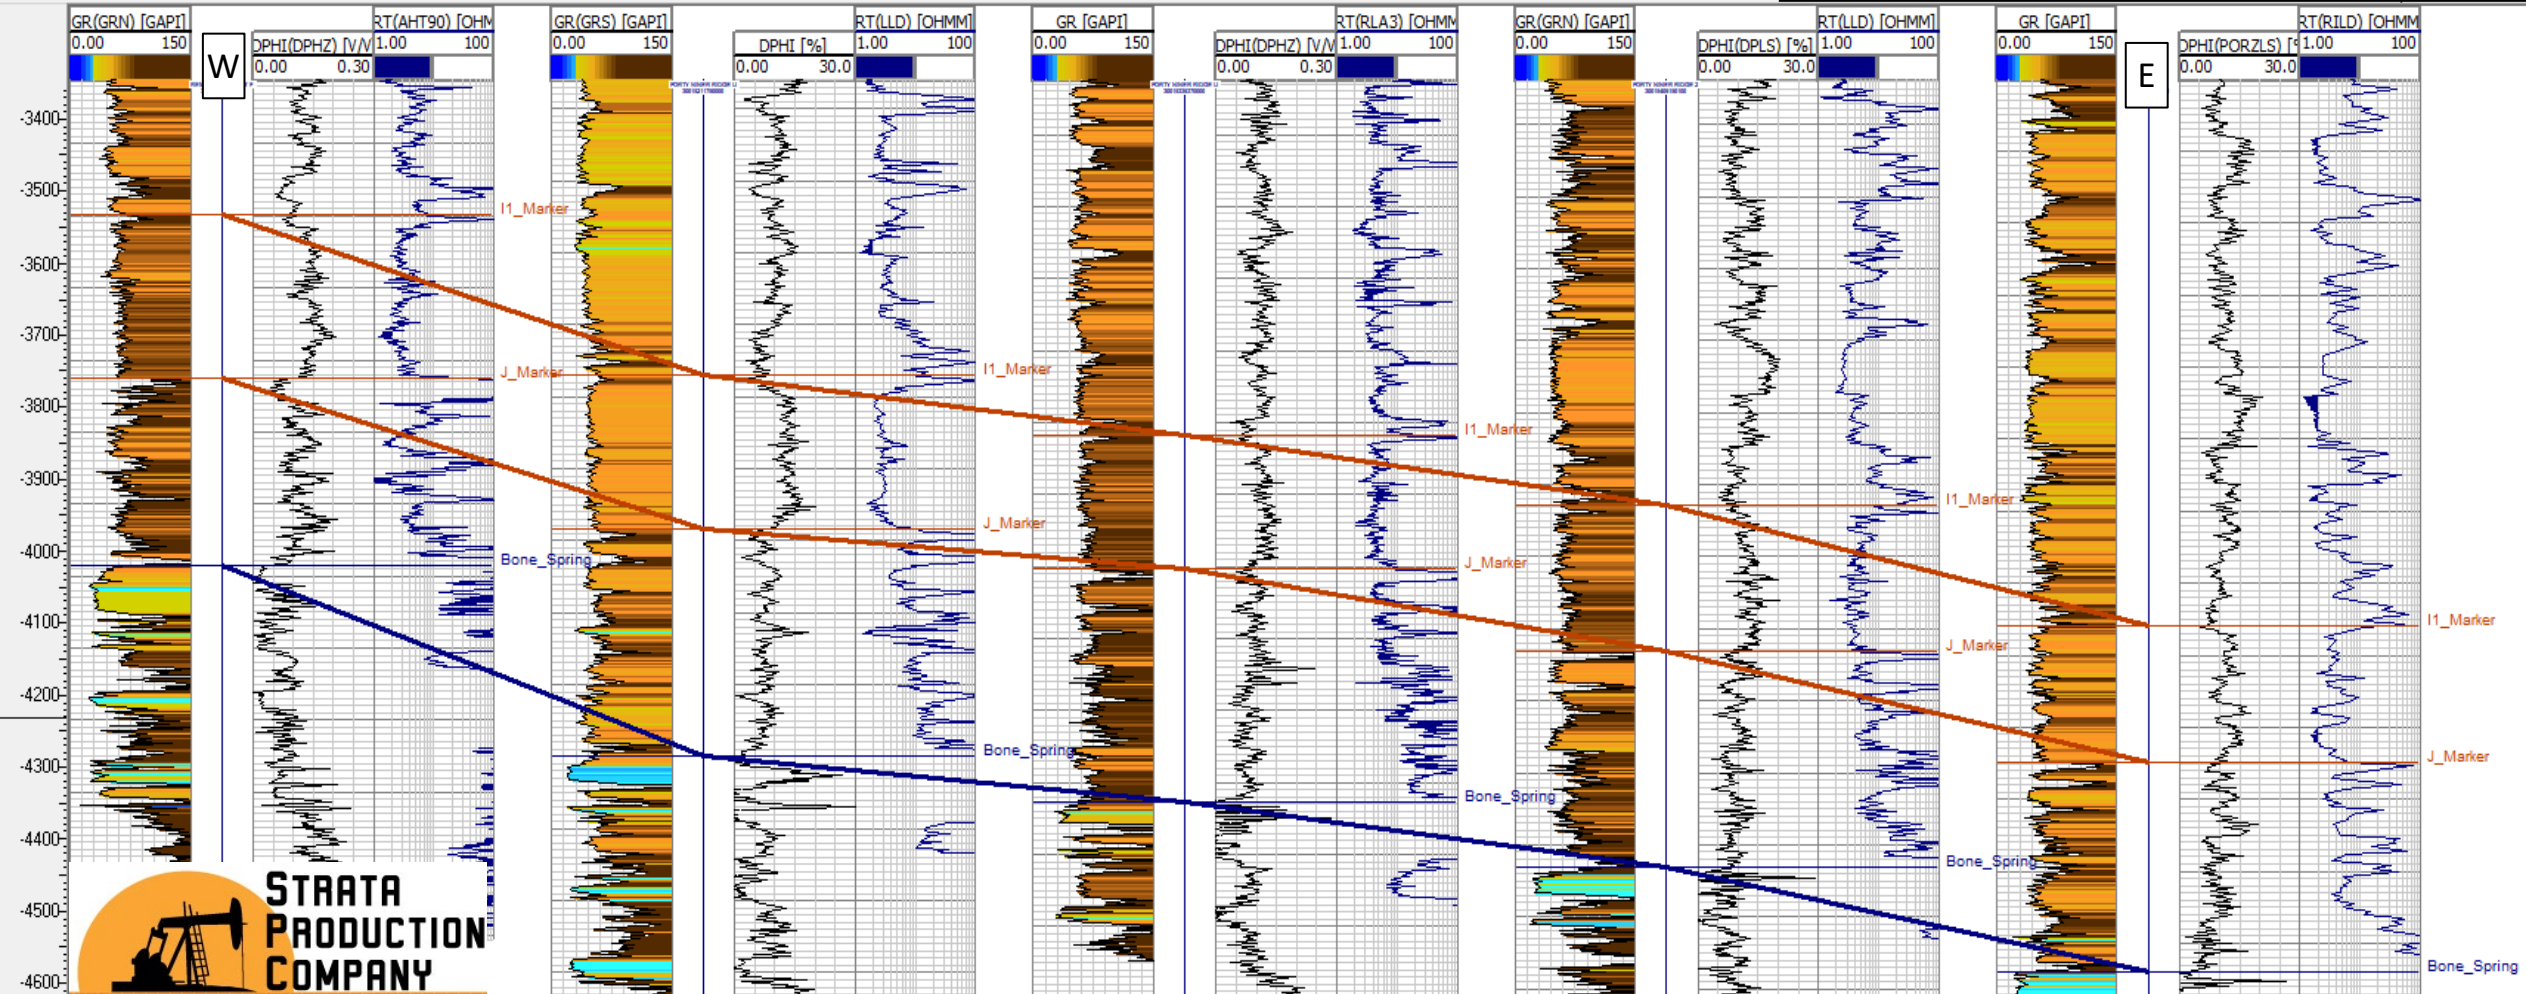 GR(GRN) [GAPI]
0.00 150
W
DPHI(DPHZ) [V/V
0.00 0.30
RT(AHT90) [OHM
1.00 100
GR(GRS) [GAPI]
0.00 150
DPHI [%]
0.00 30.0
RT(LLD) [OHMM]
1.00 100
GR [GAPI]
0.00 150
DPHI(DPHZ) [V/V
0.00 0.30
RT(RLA3) [OHMM
1.00 100
GR(GRN) [GAPI]
0.00 150
DPHI(DPLS) [%]
0.00 30.0
RT(LLD) [OHMM]
1.00 100
GR [GAPI]
0.00 150
E
DPHI(PORZLS) [%
0.00 30.0
RT(RILD) [OHMM
1.00 100
-3400
-3500
-3600
-3700
-3800
-3900
-4000
-4100
-4200
-4300
-4400
-4500
-4600
I1_Marker
J_Marker
Bone_Spring
I1_Marker
J_Marker
Bone_Spring
I1_Marker
J_Marker
Bone_Spring
I1_Marker
J_Marker
Bone_Spring
I1_Marker
J_Marker
Bone_Spring
STRATA
PRODUCTION
COMPANY